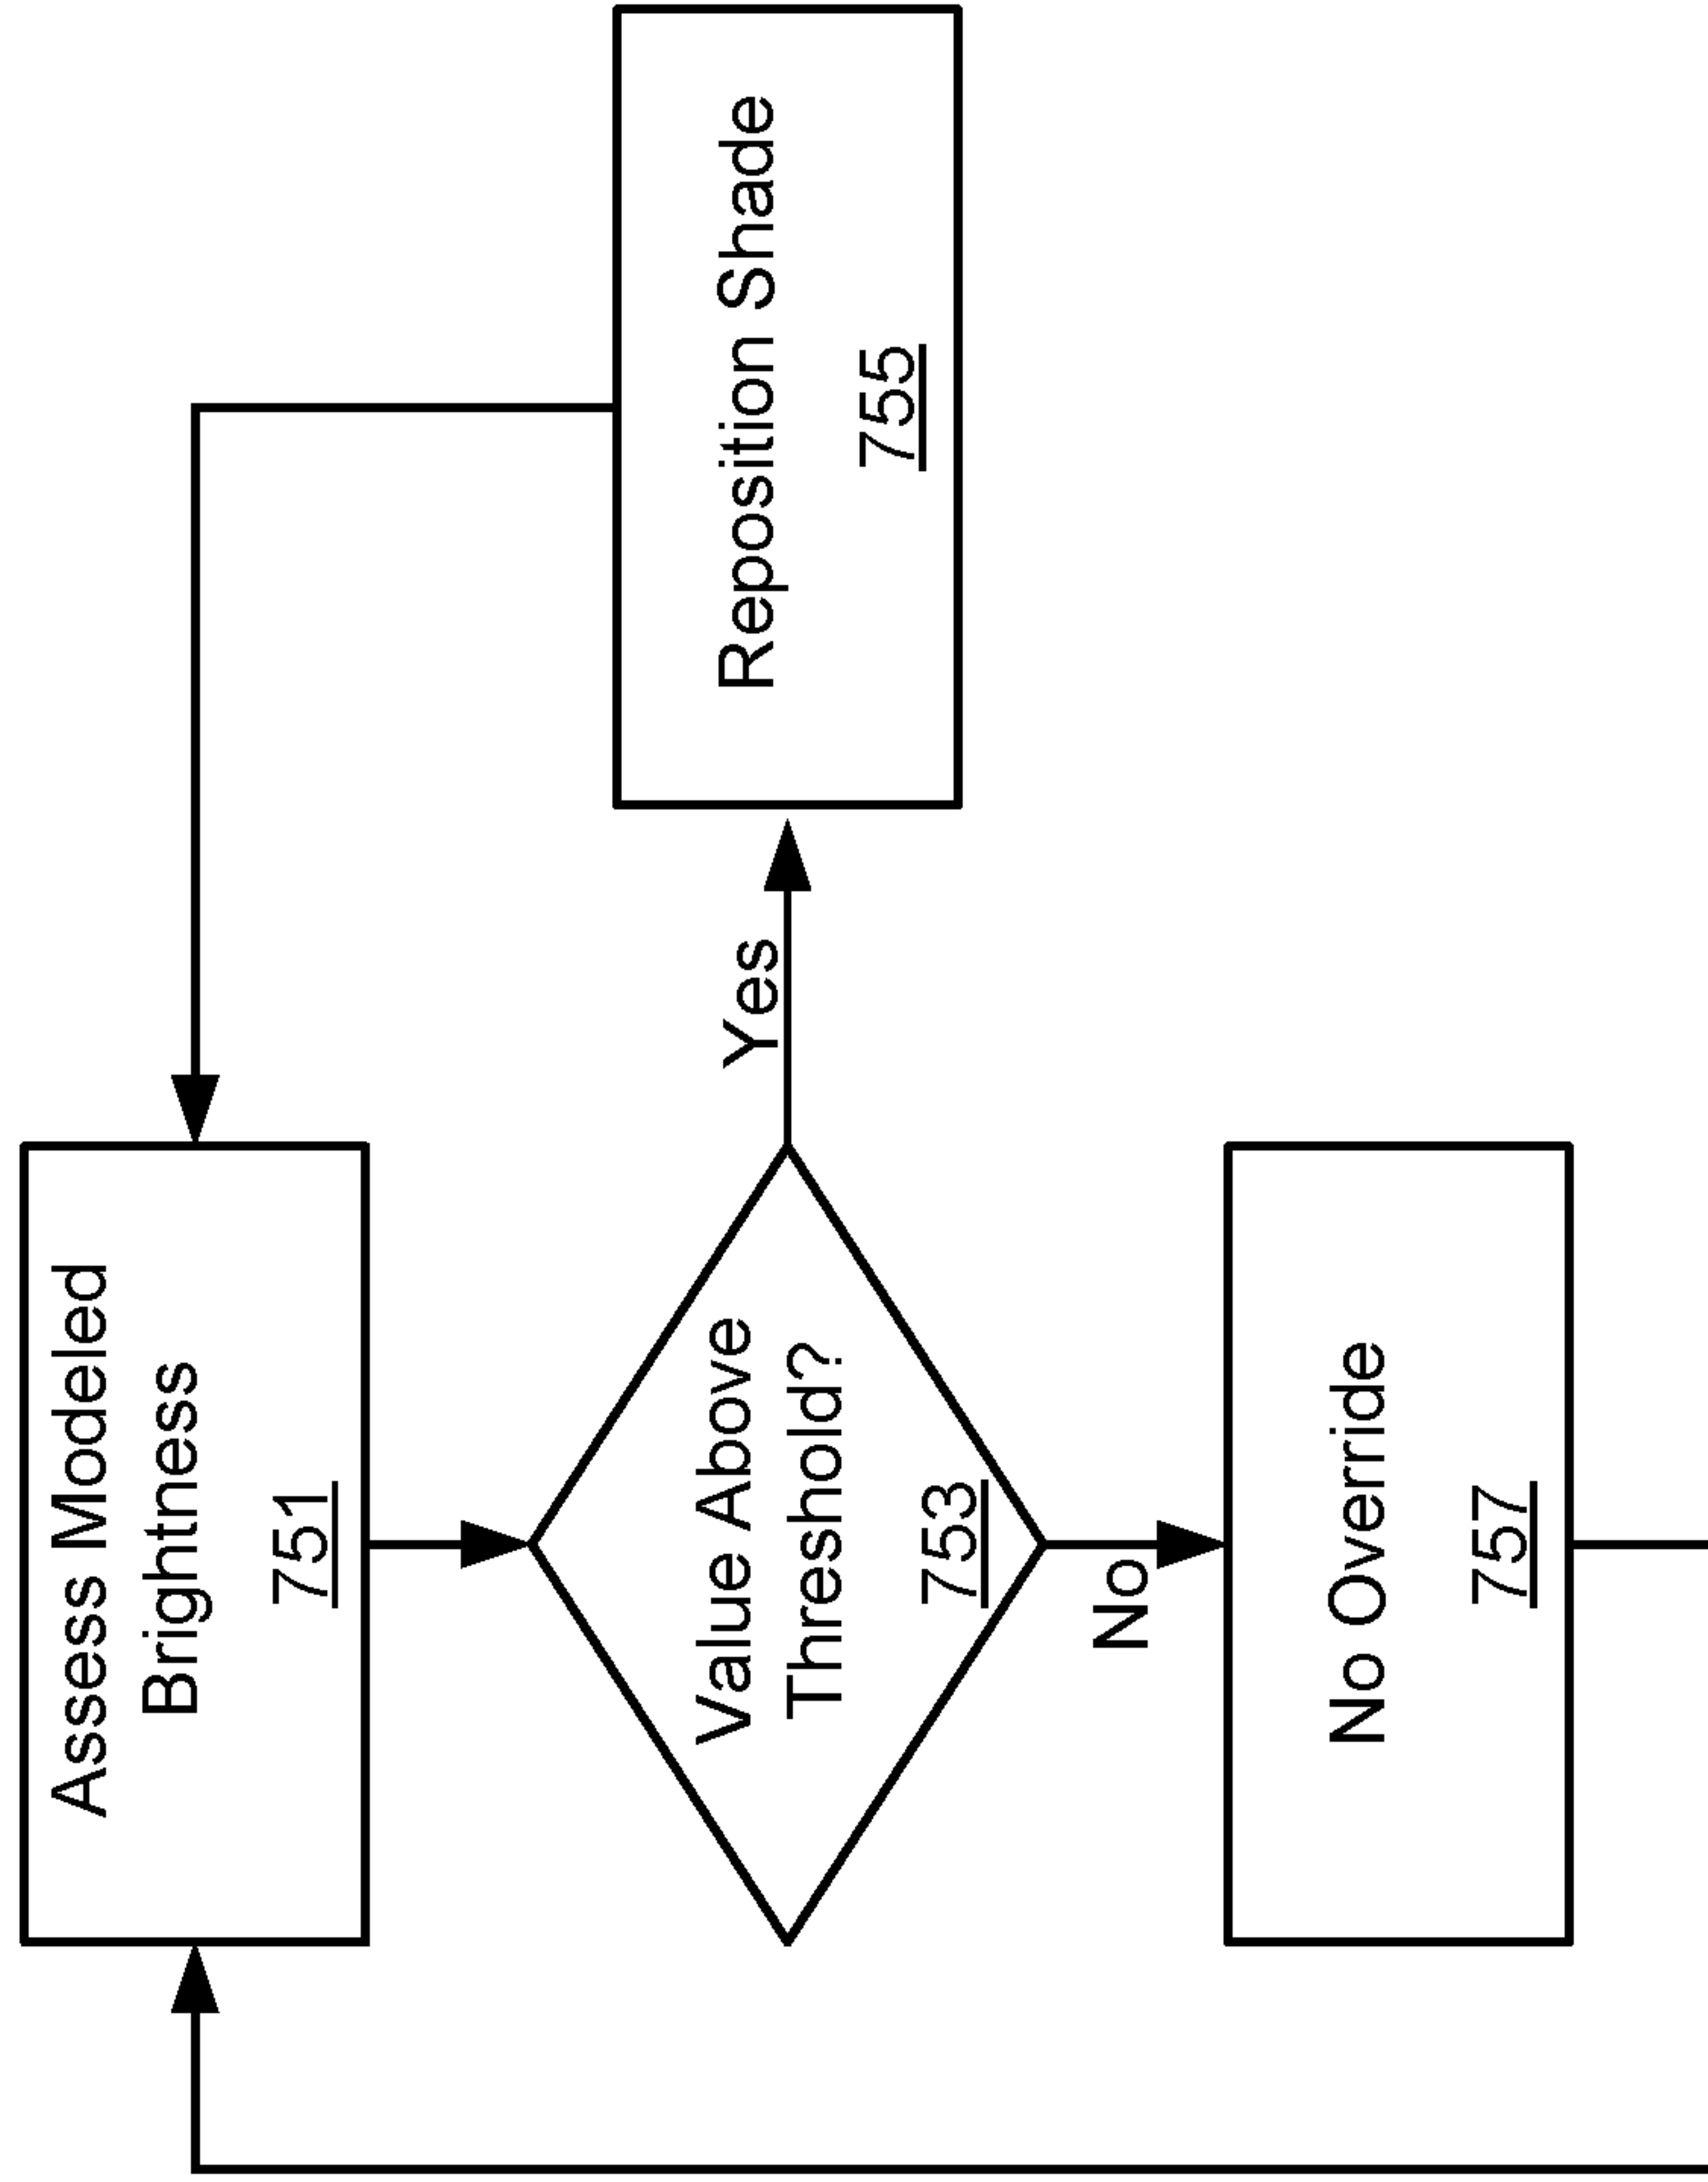 Assess Modeled
Brightness
751
Value Above
Threshold?
753
Yes
Reposition Shade
755
No
No Override
757